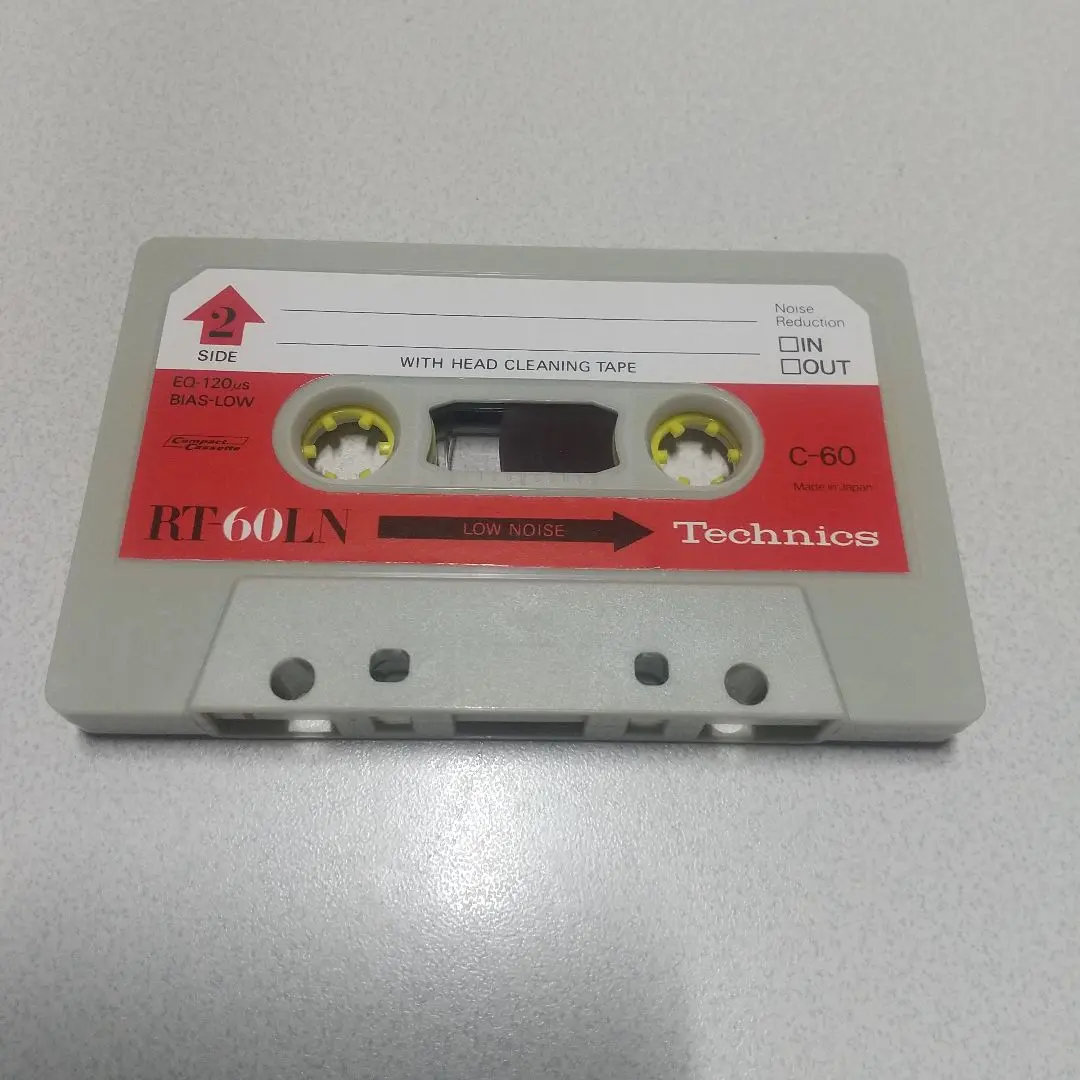 2
SIDE
Noise
Reduction
☐IN
☐OUT
WITH HEAD CLEANING TAPE
EQ-120μs
BIAS-LOW
Compact
Cassette
C-60
Made in Japan
RT-60LN
LOW NOISE
Technics